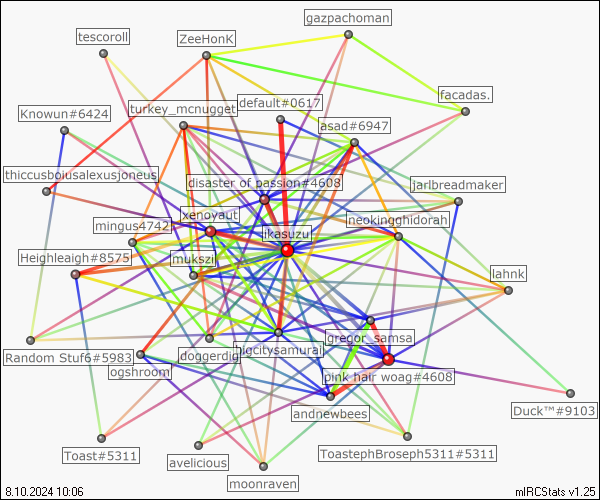 gazpachoman
tescoroll
ZeeHonK
facadas.
default#0617
turkey_mcnugget
Knowun#6424
asad#6947
thiccusboiusalexusjoneus
disaster of passion#4608
jarlbreadmaker
xenoyaut
mingus4742
neokingghidorah
ikasuzu
Heighleaigh#8575
mukszi
lahnk
gregor_samsa
bigcitysamurai
Random Stuf6#5983
doggerdjg
ogshroom
pink hair woag#4608
andnewbees
Duck™#9103
Toast#5311
ToastephBroseph5311#5311
avelicious
moonraven
8.10.2024 10:06
mIRCStats v1.25